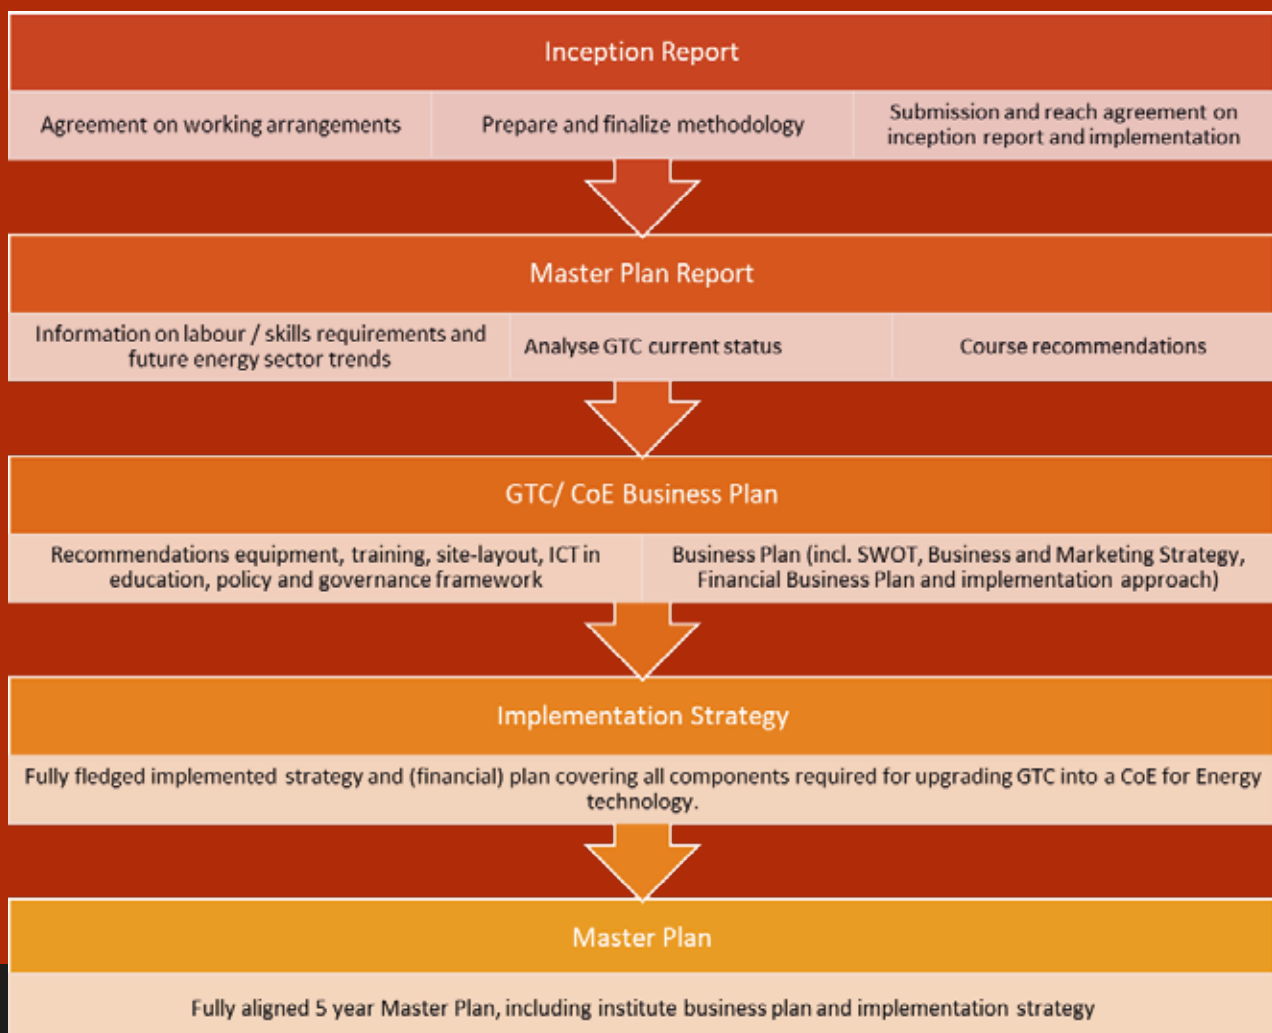 Inception Report
Agreement on working arrangements
Prepare and finalize methodology
Submission and reach agreement on
inception report and implementation
Master Plan Report
Information on labour / skills requirements and
future energy sector trends
Analyse GTC current status
Course recommendations
GTC/ CoE Business Plan
Recommendations equipment, training, site-layout, ICT in
education, policy and governance framework
Business Plan (incl. SWOT, Business and Marketing Strategy,
Financial Business Plan and implementation approach)
Implementation Strategy
Fully fledged implemented strategy and (financial) plan covering all components required for upgrading GTC into a CoE for Energy
technology.
Master Plan
Fully aligned 5 year Master Plan, including institute business plan and implementation strategy